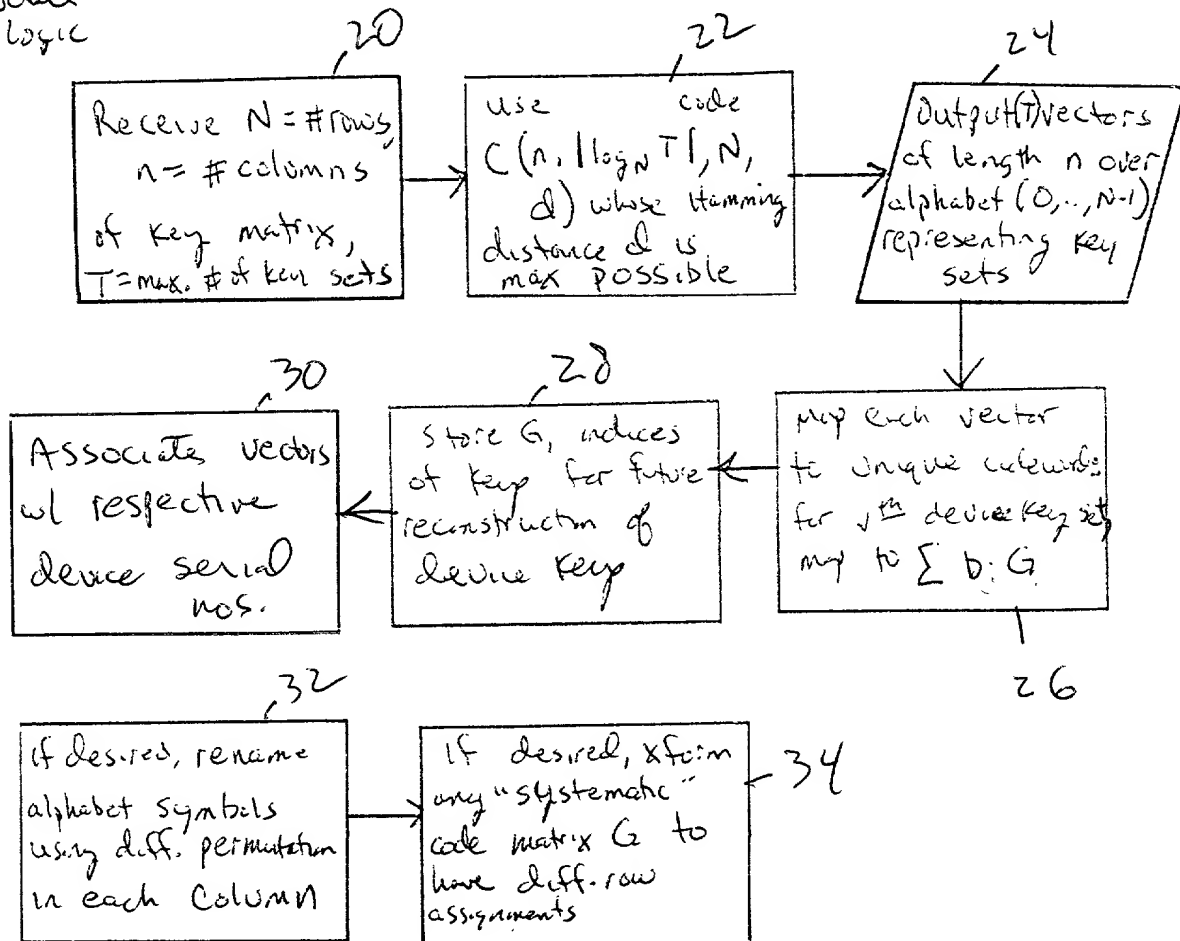 Logic
20
Receive N = # rows,
n = # columns
of key matrix,
T = max. # of key sets
22
use code
C(n, ⌈log_N T⌉, N,
d) whose Hamming
distance d is
max possible
24
Output (T) vectors
of length n over
alphabet (0,..,N-1)
representing key
sets
30
Associate vectors
w/ respective
device serial
nos.
28
store G, indices
of keys for future
reconstruction of
device keys
map each vector
to unique codeword:
for vth device key set,
map to Σ b_i G
26
32
if desired, rename
alphabet symbols
using diff. permutation
in each column
If desired, xform
any "systematic"
code matrix G to
have diff. row
assignments
34